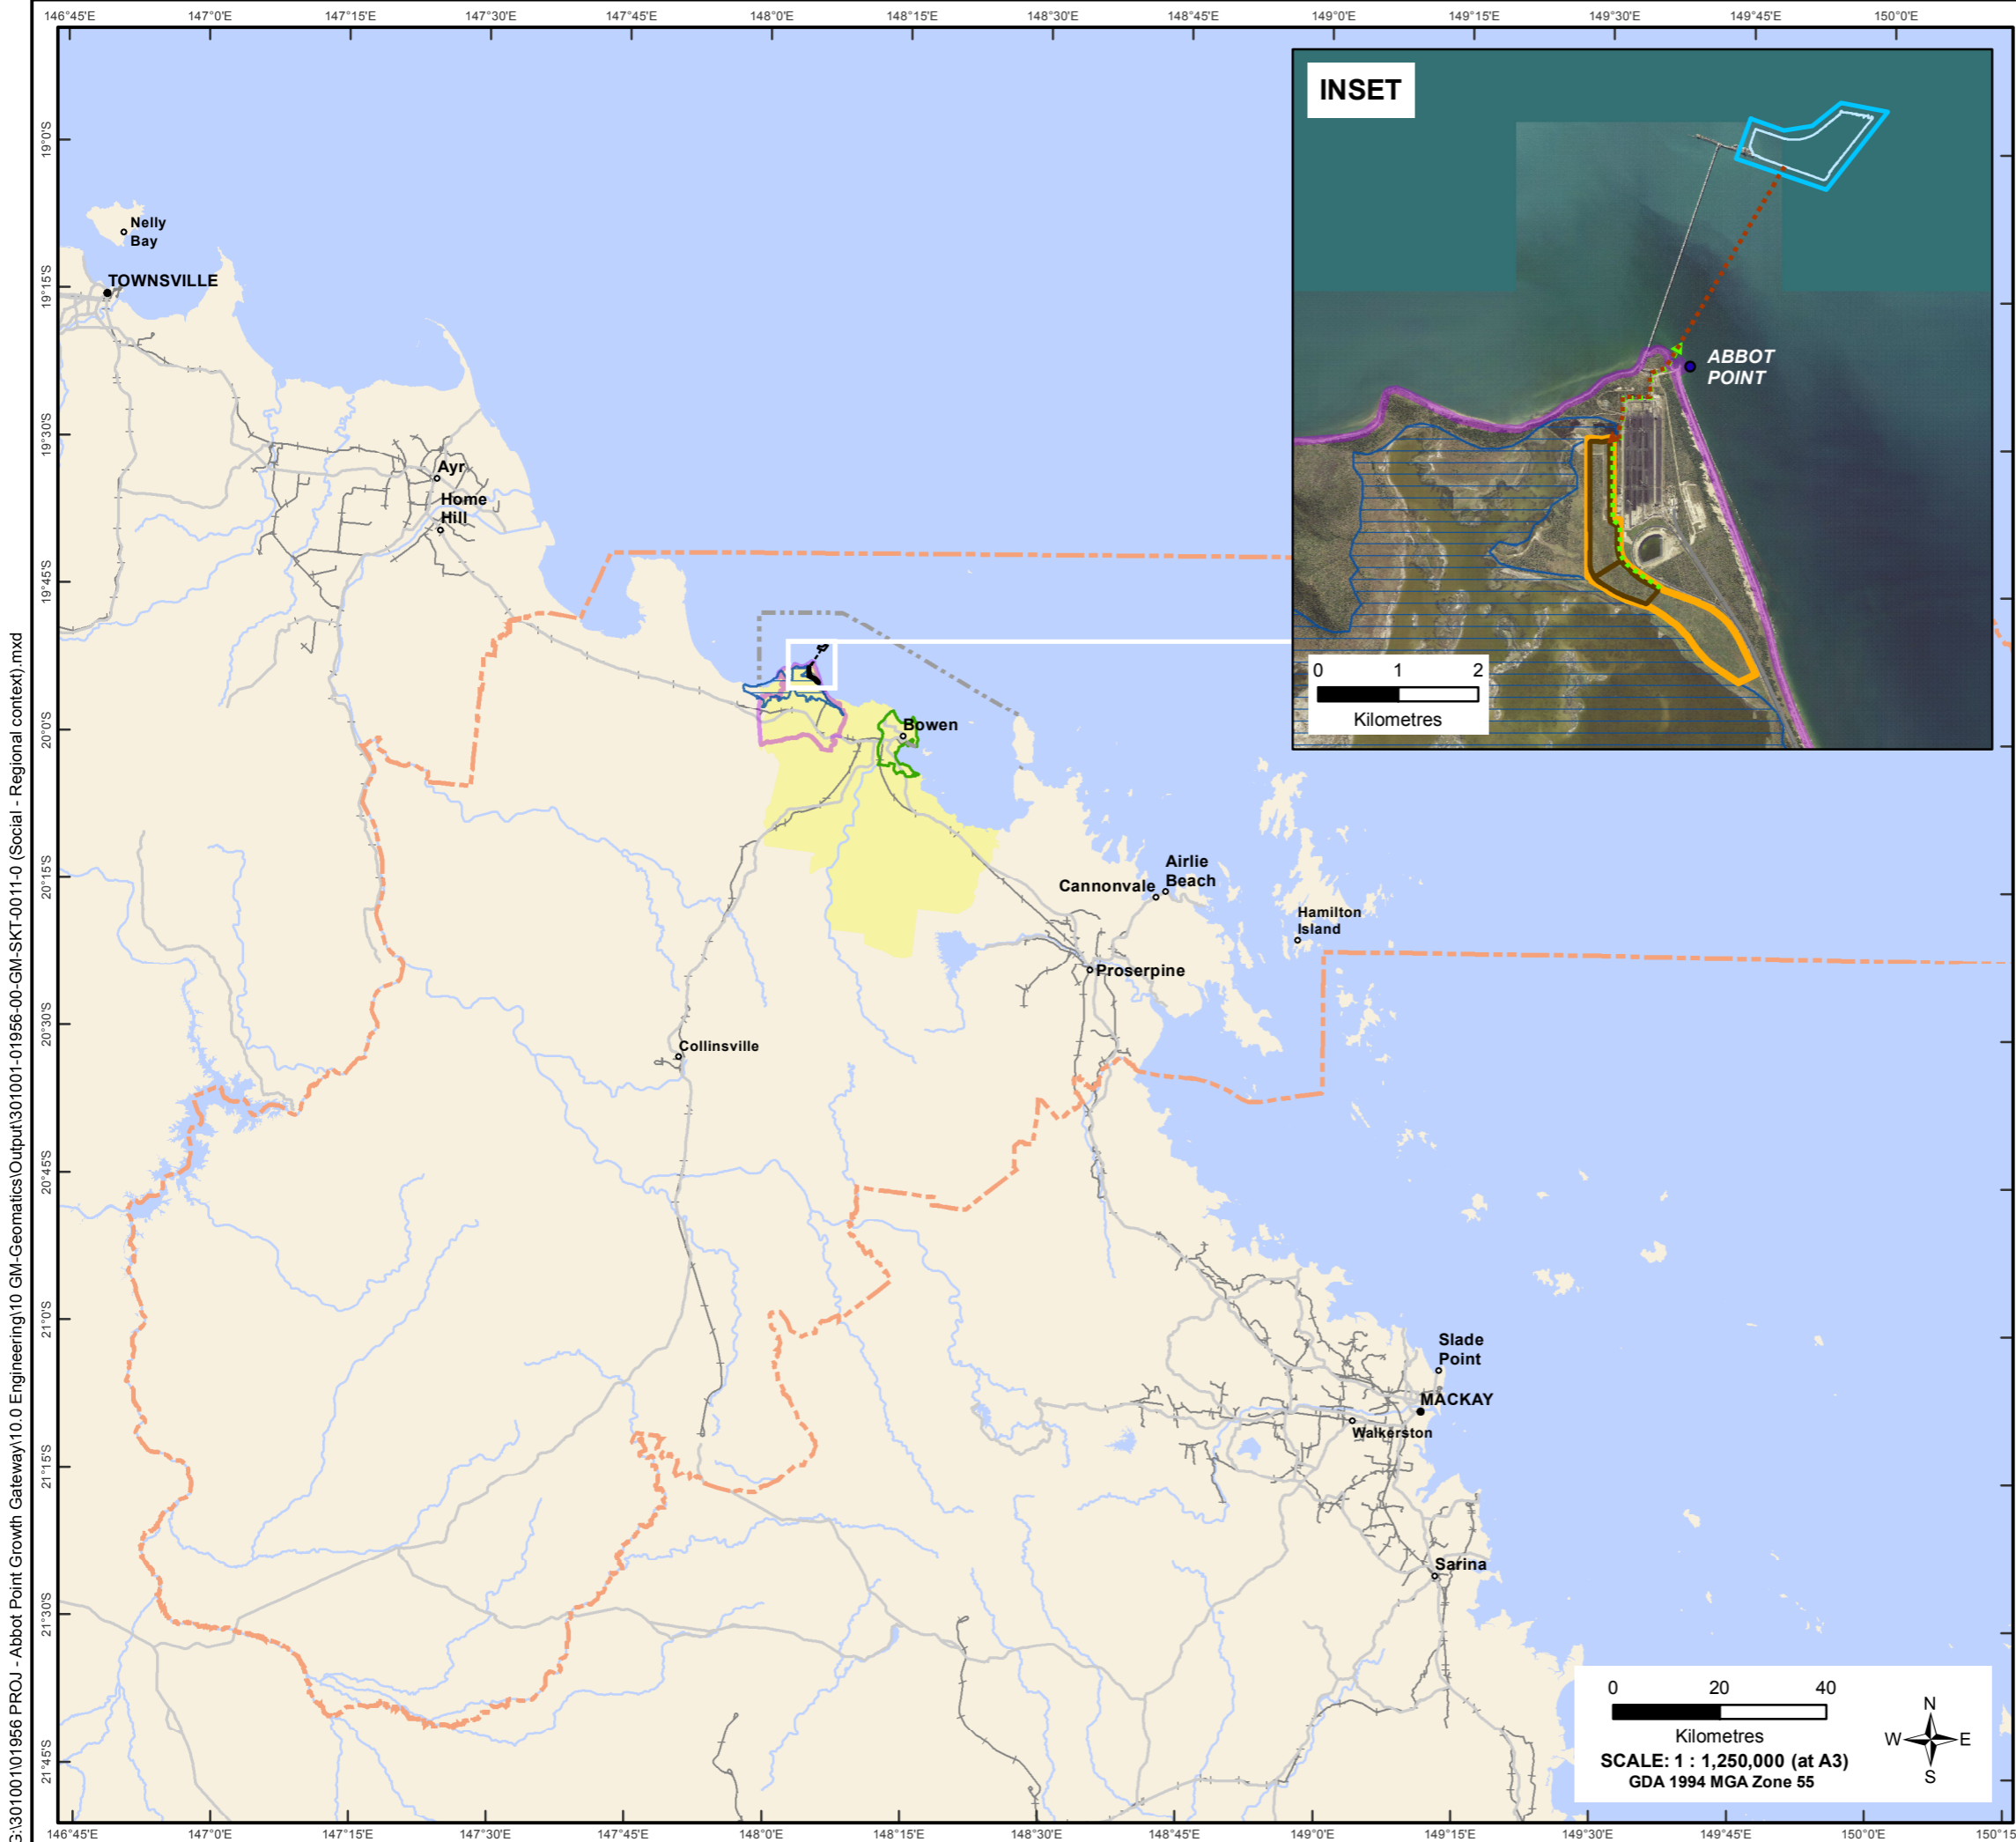 146°45'E 147°0'E 147°15'E 147°30'E 147°45'E 148°0'E 148°15'E 148°30'E 148°45'E 149°0'E 149°15'E 149°30'E 149°45'E 150°0'E
INSET
ABBOT
POINT
0 1 2
Kilometres
19°0'S
19°15'S
19°30'S
19°45'S
20°0'S
20°15'S
20°30'S
20°45'S
21°0'S
21°15'S
21°30'S
21°45'S
Nelly
Bay
TOWNSVILLE
Ayr
Home
Hill
Bowen
Airlie
Beach
Cannonvale
Hamilton
Island
Proserpine
Collinsville
Slade
Point
MACKAY
Walkerston
Sarina
0 20 40
Kilometres
SCALE: 1 : 1,250,000 (at A3)
GDA 1994 MGA Zone 55
N
W E
S
G:\301001\01956 PROJ - Abbot Point Growth Gateway\10.0 Engineering\10 GM-Geomatics\Output\301001-01956-00-GM-SKT-0011-0 (Social - Regional context).mxd
146°45'E 147°0'E 147°15'E 147°30'E 147°45'E 148°0'E 148°15'E 148°30'E 148°45'E 149°0'E 149°15'E 149°30'E 149°45'E 150°0'E